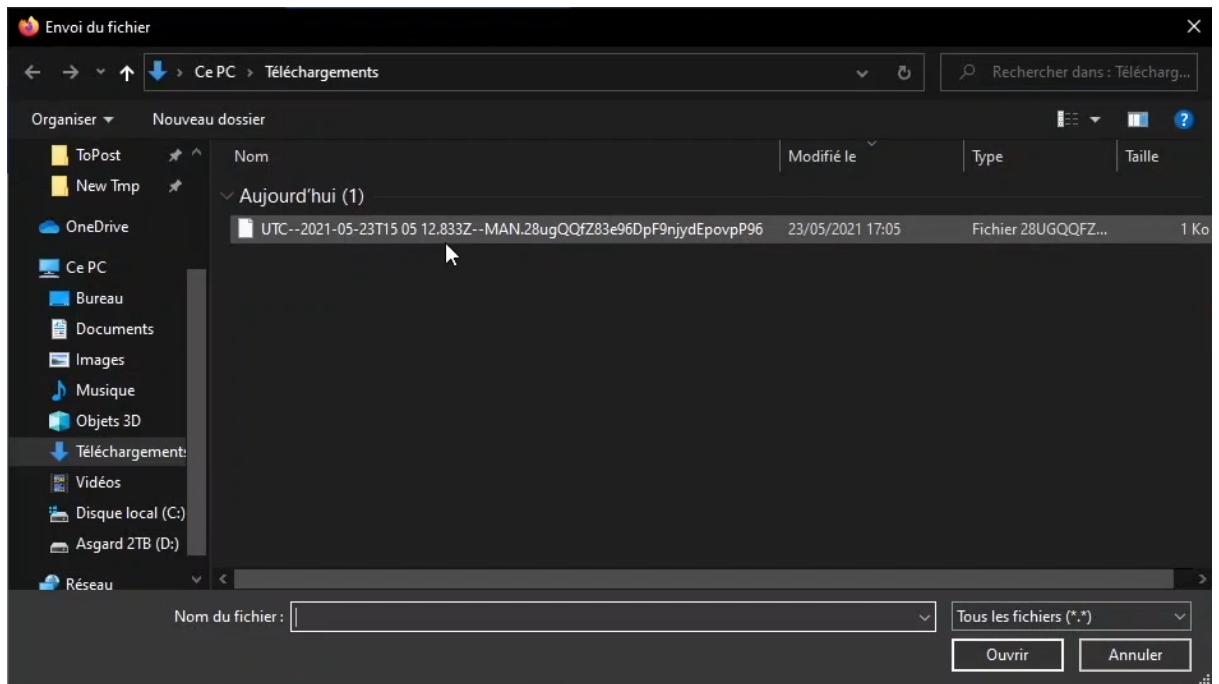 Envoi du fichier
Ce PC > Téléchargements
Rechercher dans : Télécharg...
Organiser
Nouveau dossier
ToPost
New Tmp
OneDrive
Ce PC
Bureau
Documents
Images
Musique
Objets 3D
Téléchargements
Vidéos
Disque local (C:)
Asgard 2TB (D:)
Réseau
Nom
Modifié le
Type
Taille
Aujourd'hui (1)
UTC--2021-05-23T15 05 12.833Z--MAN.28ugQQfZ83e96DpF9njydEpovpP96
23/05/2021 17:05
Fichier 28UGQQFZ...
1 Ko
Nom du fichier :
Tous les fichiers (*.*)
Ouvrir
Annuler